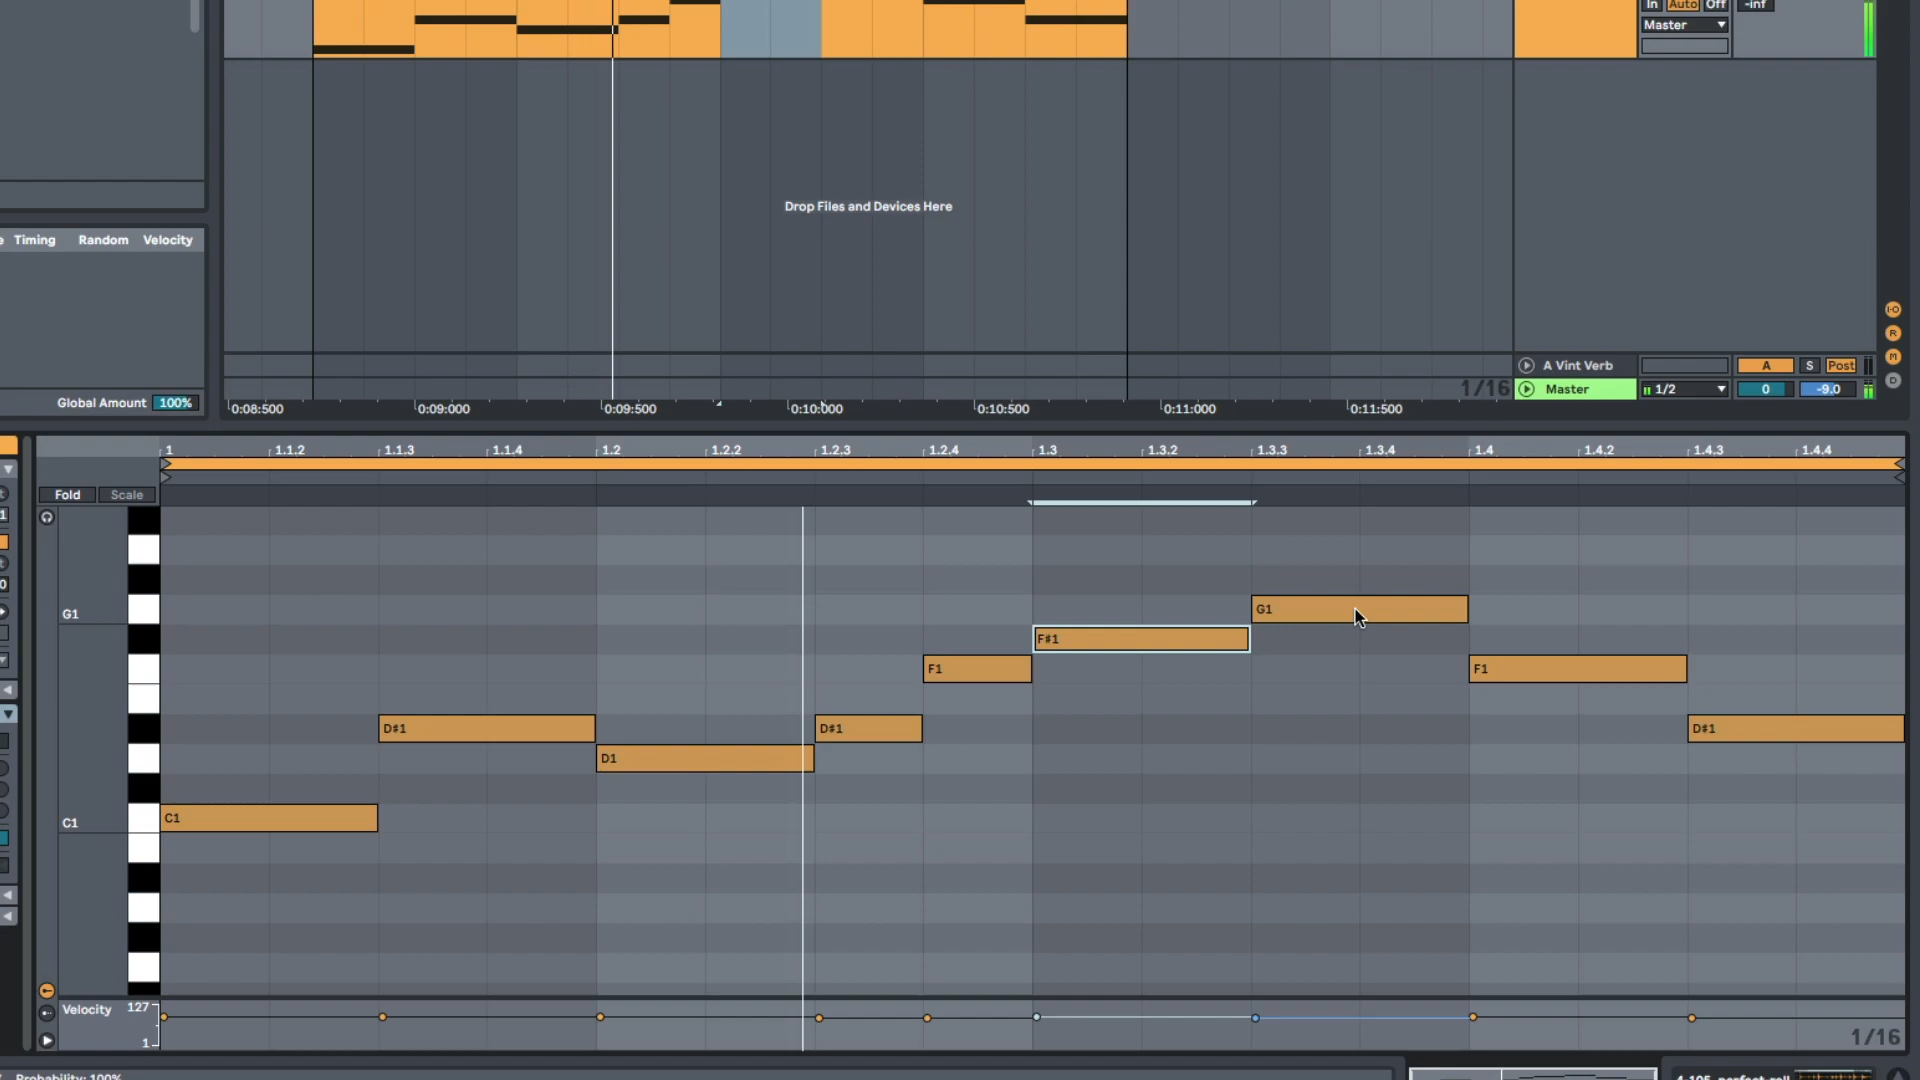 In Auto Off -inf
Master
Drop Files and Devices Here
Timing Random Velocity
A Vint Verb A S Post
1/16 Master 1/2 0 -9.0
Global Amount 100%
0:08:500 0:09:000 0:09:500 0:10:000 0:10:500 0:11:000 0:11:500
1 1.1.2 1.1.3 1.1.4 1.2 1.2.2 1.2.3 1.2.4 1.3 1.3.2 1.3.3 1.3.4 1.4 1.4.2 1.4.3 1.4.4
Fold Scale
G1 G1
F♯1
F1 F1
D♯1 D♯1 D♯1
D1
C1 C1
Velocity 127
1 1/16
Probability: 100%